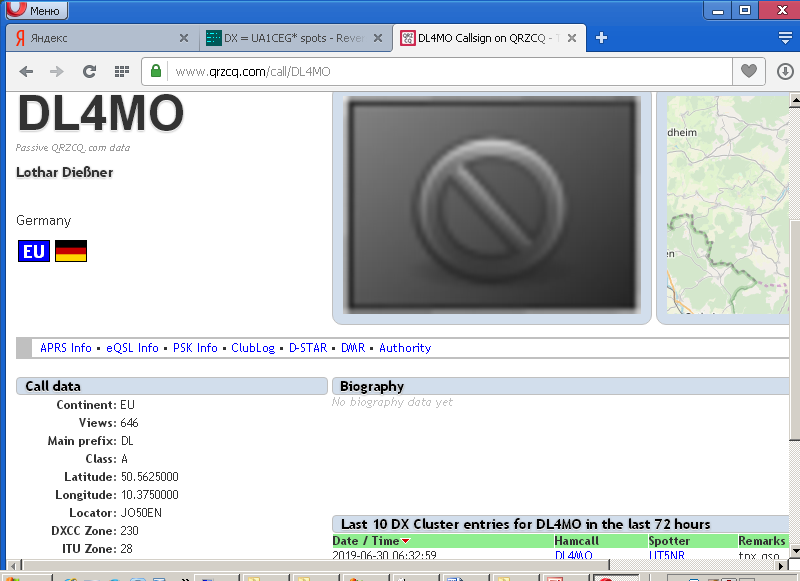 Меню
Яндекс
DX = UA1CEG* spots - Rever
DL4MO Callsign on QRZCQ -
www.qrzcq.com/call/DL4MO
DL4MO
Passive QRZCQ.com data
Lothar Dießner
Germany
EU
dheim
en
APRS Info • eQSL Info • PSK Info • ClubLog • D-STAR • DMR • Authority
Call data
Continent: EU
Views: 646
Main prefix: DL
Class: A
Latitude: 50.5625000
Longitude: 10.3750000
Locator: JO50EN
DXCC Zone: 230
ITU Zone: 28
Biography
No biography data yet
Last 10 DX Cluster entries for DL4MO in the last 72 hours
Date / Time Hamcall Spotter Remarks
2019-06-30 06:32:59 DL4MO UT5NR tnx qso